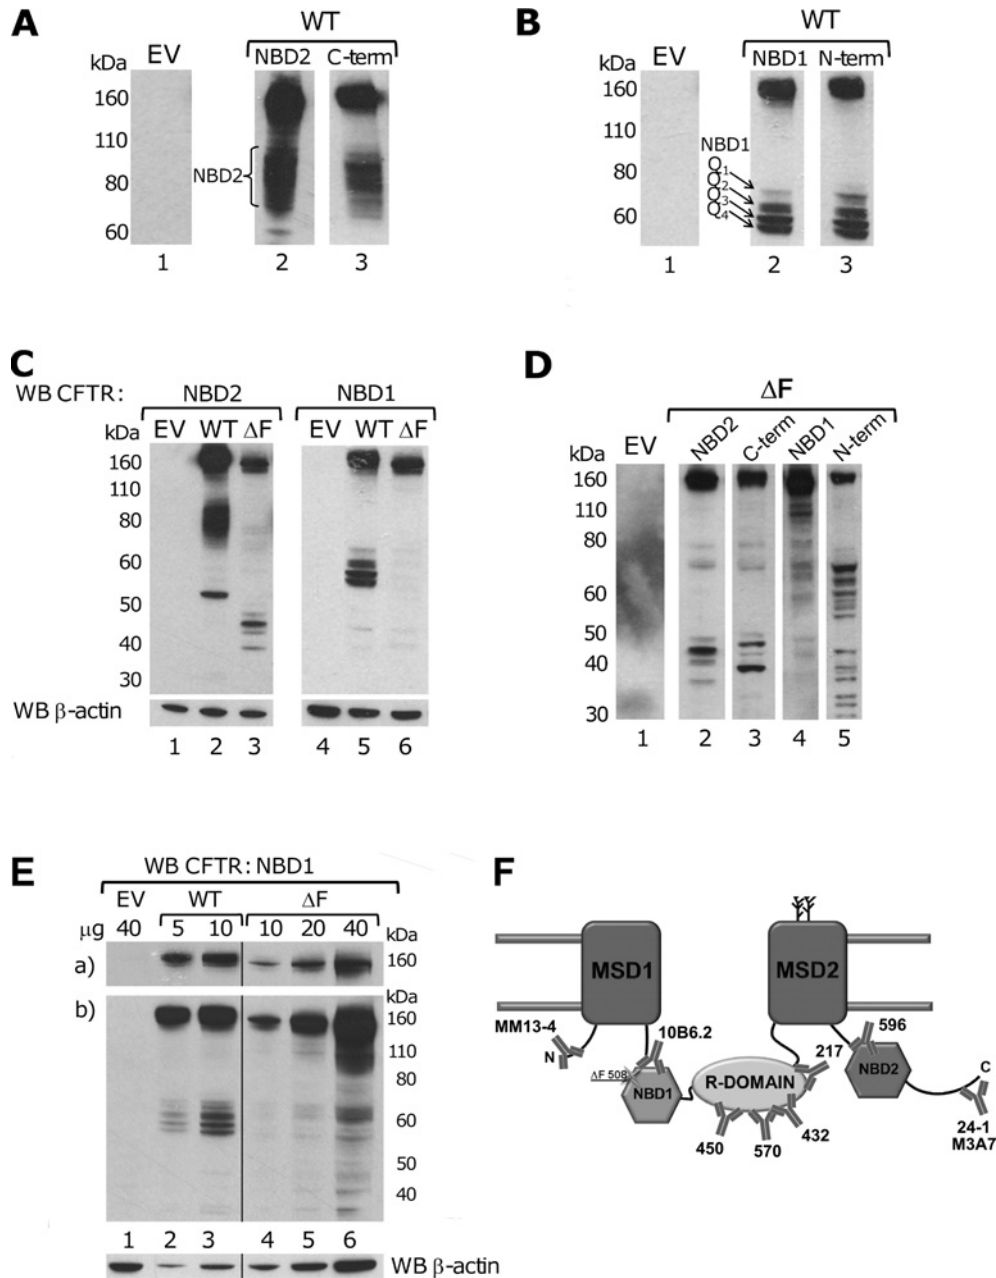 A
WT
EV NBD2 C-term
kDa
160
110
80
60
NBD2
1 2 3
B
WT
EV NBD1 N-term
kDa
160
110
80
60
NBD1
Q1
Q2
Q3
Q4
1 2 3
C
WB CFTR: NBD2 NBD1
kDa EV WT ΔF EV WT ΔF
160
110
80
60
50
40
30
WB β-actin
1 2 3 4 5 6
D
ΔF
EV NBD2 C-term NBD1 N-term
kDa
160
110
80
60
50
40
30
1 2 3 4 5
E
WB CFTR: NBD1
EV WT ΔF
μg 40 5 10 10 20 40
kDa
a) 160
kDa
b) 160
110
80
60
50
40
1 2 3 4 5 6
WB β-actin
F
MSD1 MSD2
MM13-4
N
10B6.2
ΔF 508
NBD1
R-DOMAIN
217
596
NBD2
C
450
570
432
24-1
M3A7